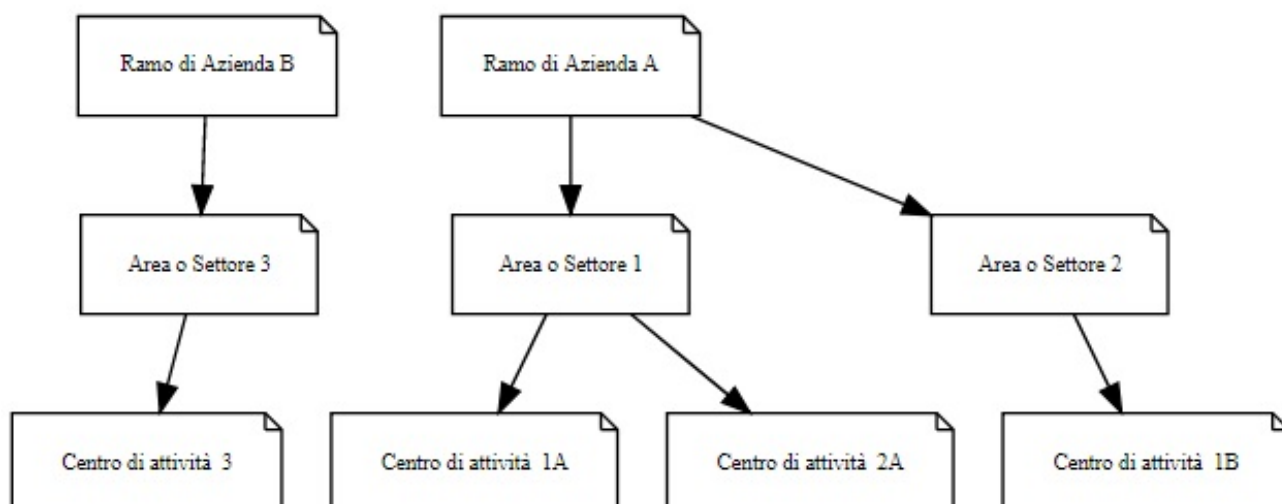 Ramo di Azienda B
Ramo di Azienda A
Area o Settore 3
Area o Settore 1
Area o Settore 2
Centro di attività 3
Centro di attività 1A
Centro di attività 2A
Centro di attività 1B